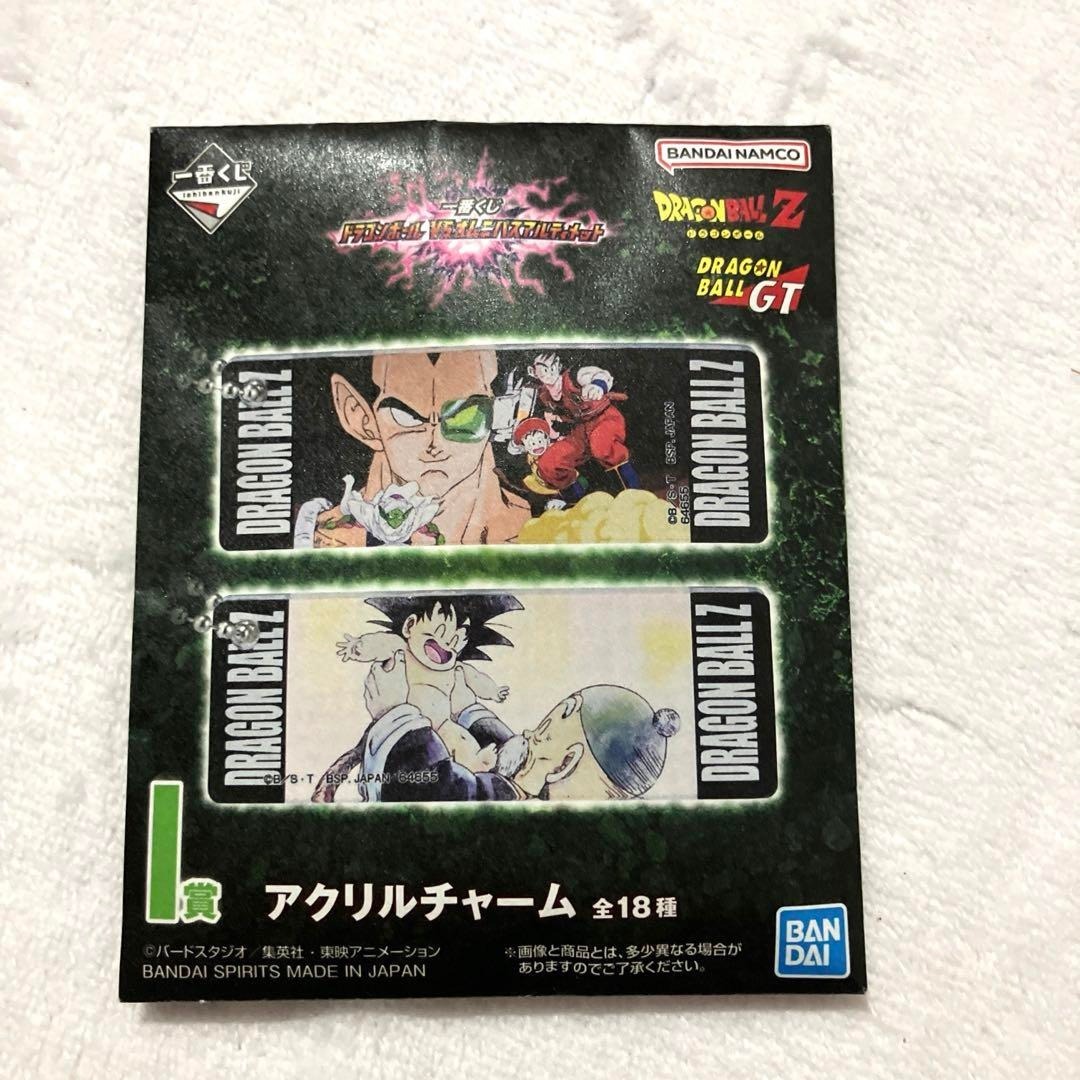 一番くじ
ichibankuji
一番くじ
ドラゴンボール VSオムニバスアルティメット
BANDAI NAMCO
DRAGON BALL Z
ドラゴンボール
DRAGON
BALL GT
DRAGON BALL Z
©B/S・T BSP.JAPAN
64655
DRAGON BALL Z
DRAGON BALL Z
©B/S・T BSP.JAPAN 64655
DRAGON BALL Z
I賞
アクリルチャーム 全18種
©バードスタジオ/集英社・東映アニメーション
BANDAI SPIRITS MADE IN JAPAN
※画像と商品とは、多少異なる場合が
ありますのでご了承ください。
BAN
DAI